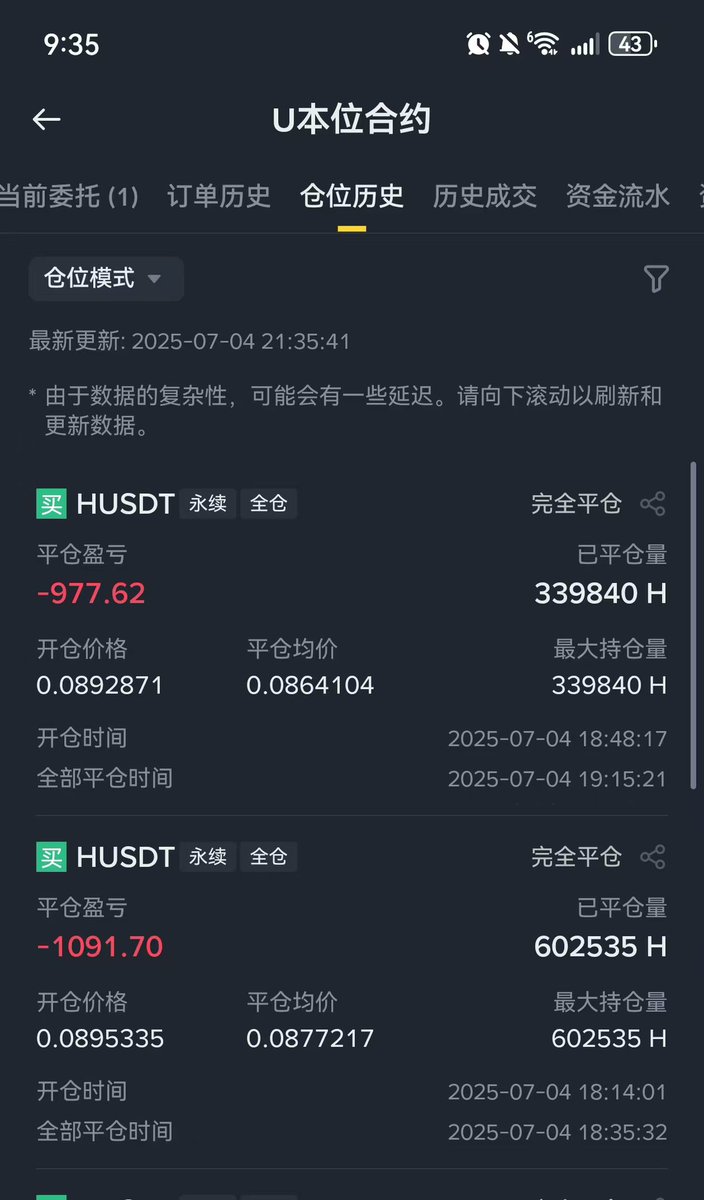 9:35
6
43
U本位合约
当前委托 (1) 订单历史 仓位历史 历史成交 资金流水
仓位模式
最新更新: 2025-07-04 21:35:41
* 由于数据的复杂性，可能会有一些延迟。请向下滚动以刷新和
更新数据。
买 HUSDT 永续 全仓 完全平仓
平仓盈亏 已平仓量
-977.62 339840 H
开仓价格 平仓均价 最大持仓量
0.0892871 0.0864104 339840 H
开仓时间 2025-07-04 18:48:17
全部平仓时间 2025-07-04 19:15:21
买 HUSDT 永续 全仓 完全平仓
平仓盈亏 已平仓量
-1091.70 602535 H
开仓价格 平仓均价 最大持仓量
0.0895335 0.0877217 602535 H
开仓时间 2025-07-04 18:14:01
全部平仓时间 2025-07-04 18:35:32